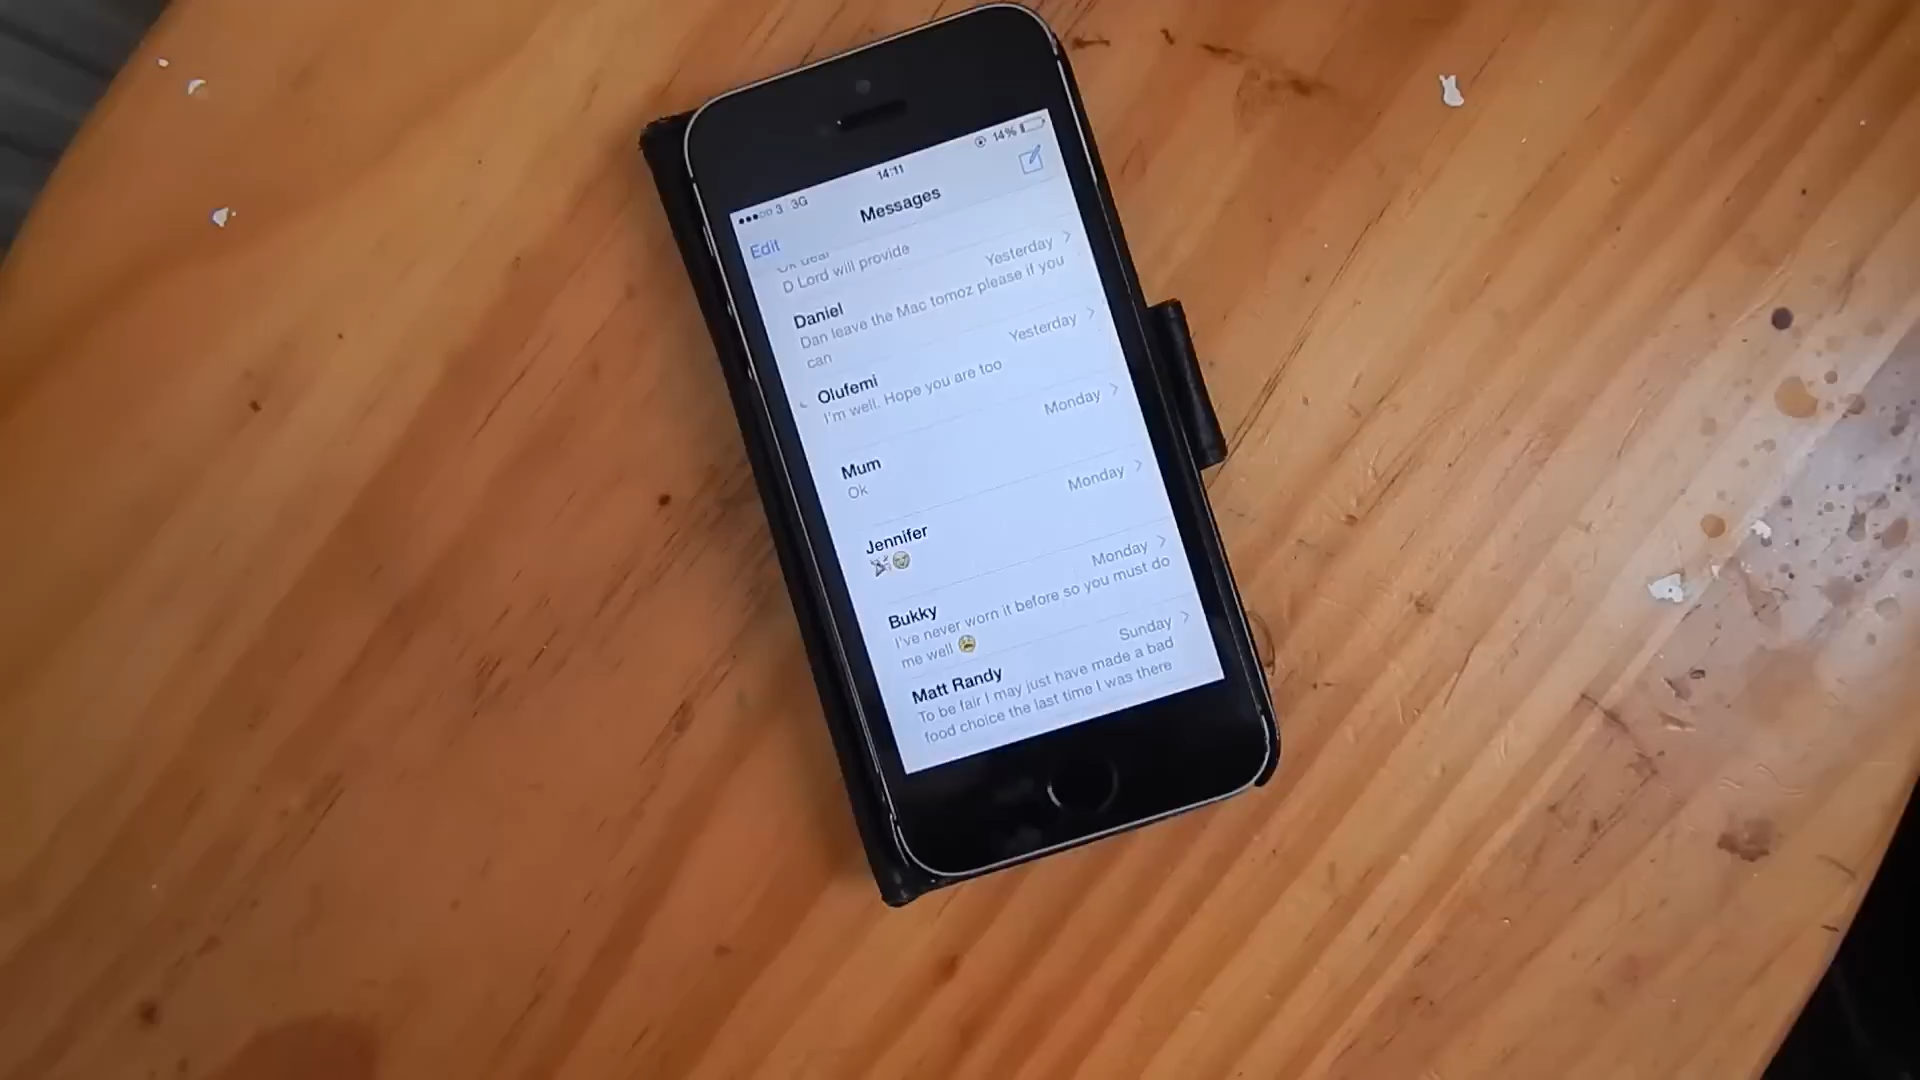 3 3G 14:11 14%
Edit Messages
D Lord will provide
Daniel Yesterday
Dan leave the Mac tomoz please if you
can
Olufemi Yesterday
I'm well. Hope you are too
Mum Monday
Ok
Jennifer Monday
🎉😁
Bukky Monday
I've never worn it before so you must do
me well 😩
Matt Randy Sunday
To be fair I may just have made a bad
food choice the last time I was there